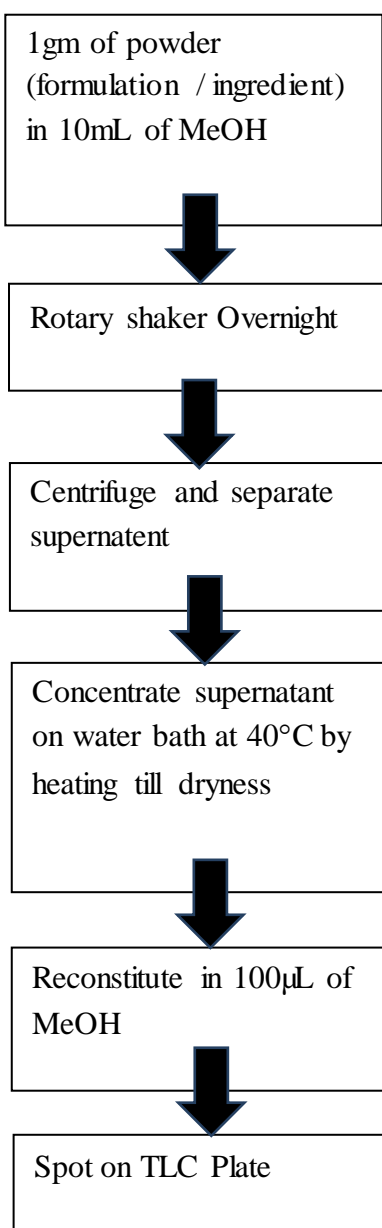 1gm of powder
(formulation / ingredient)
in 10mL of MeOH
Rotary shaker Overnight
Centrifuge and separate
supernatent
Concentrate supernatant
on water bath at 40°C by
heating till dryness
Reconstitute in 100µL of
MeOH
Spot on TLC Plate